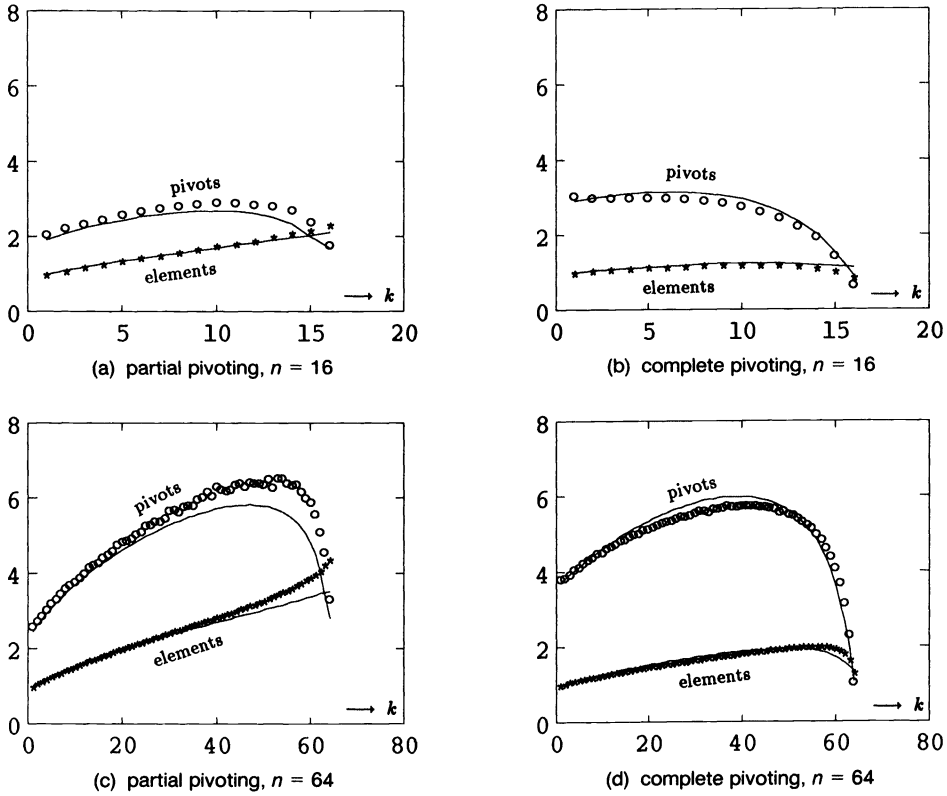 8
6
4
2
0
pivots
elements
k
0 5 10 15 20
(a) partial pivoting, n = 16
8
6
4
2
0
pivots
elements
k
0 5 10 15 20
(b) complete pivoting, n = 16
8
6
4
2
0
pivots
elements
k
0 20 40 60 80
(c) partial pivoting, n = 64
8
6
4
2
0
pivots
elements
k
0 20 40 60 80
(d) complete pivoting, n = 64